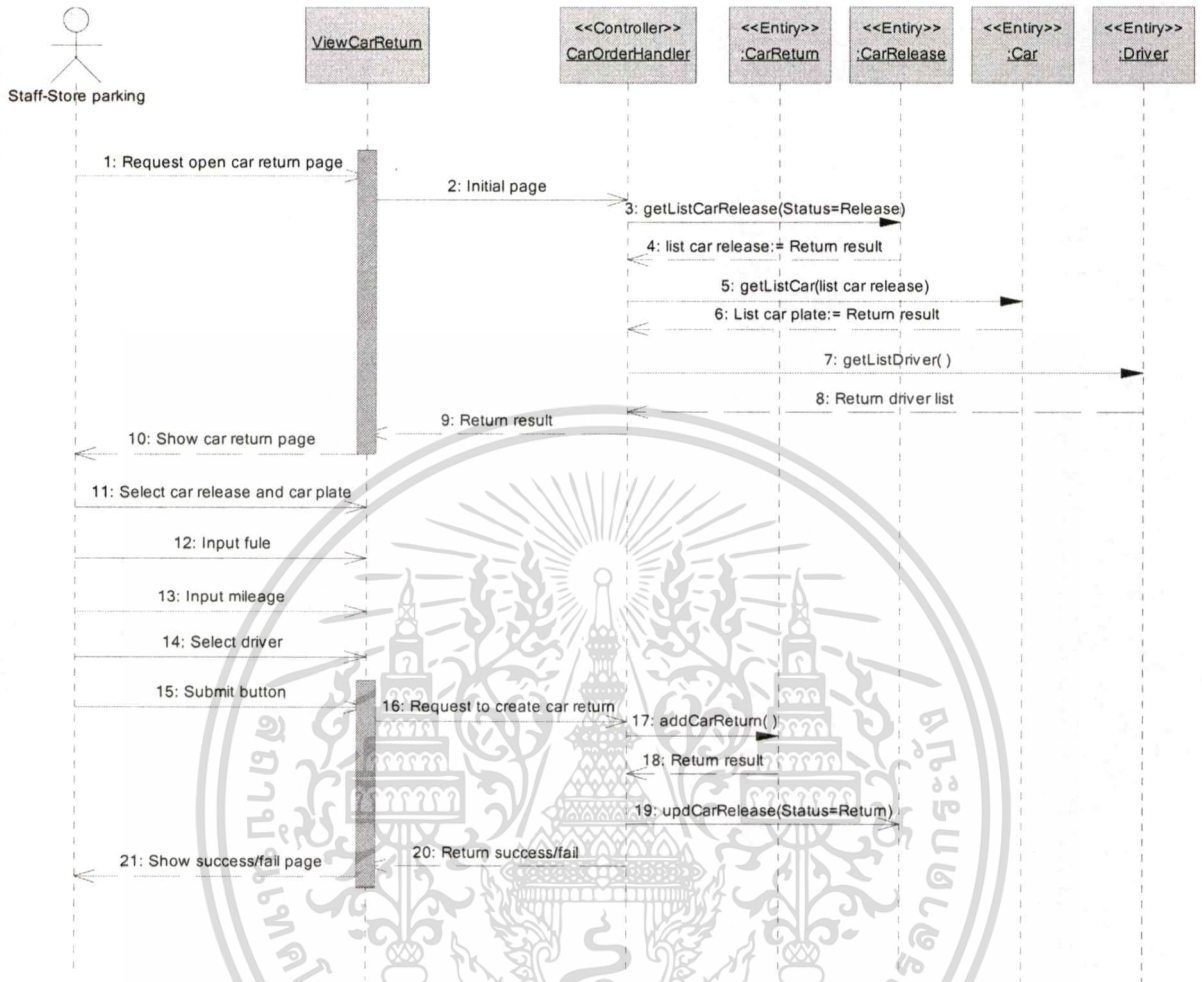 ViewCarReturn
<<Controller>>
CarOrderHandler
<<Entiry>>
:CarReturn
<<Entiry>>
:CarRelease
<<Entiry>>
:Car
<<Entiry>>
:Driver
Staff-Store parking
1: Request open car return page
2: Initial page
3: getListCarRelease(Status=Release)
4: list car release:= Return result
5: getListCar(list car release)
6: List car plate:= Return result
7: getListDriver( )
8: Return driver list
9: Return result
10: Show car return page
11: Select car release and car plate
12: Input fule
13: Input mileage
14: Select driver
15: Submit button
16: Request to create car return
17: addCarReturn( )
18: Return result
19: updCarRelease(Status=Return)
20: Return success/fail
21: Show success/fail page